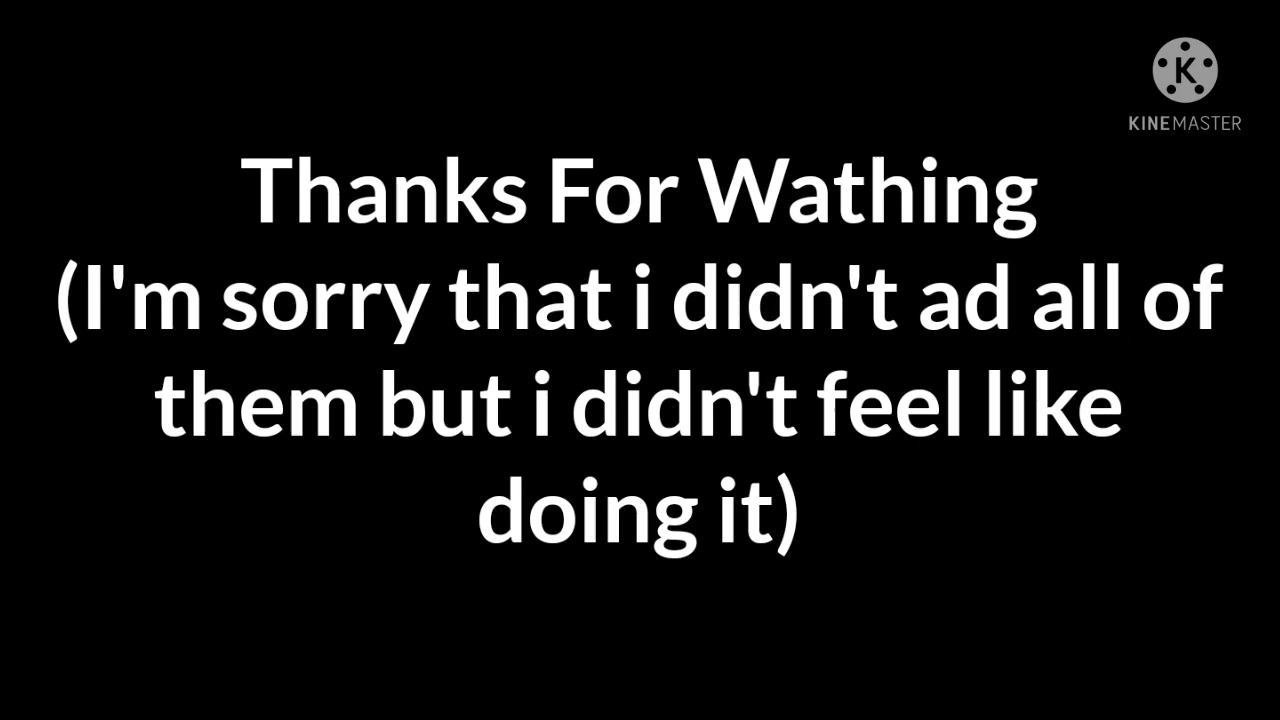 K
KINEMASTER
Thanks For Wathing
(I'm sorry that i didn't ad all of
them but i didn't feel like
doing it)